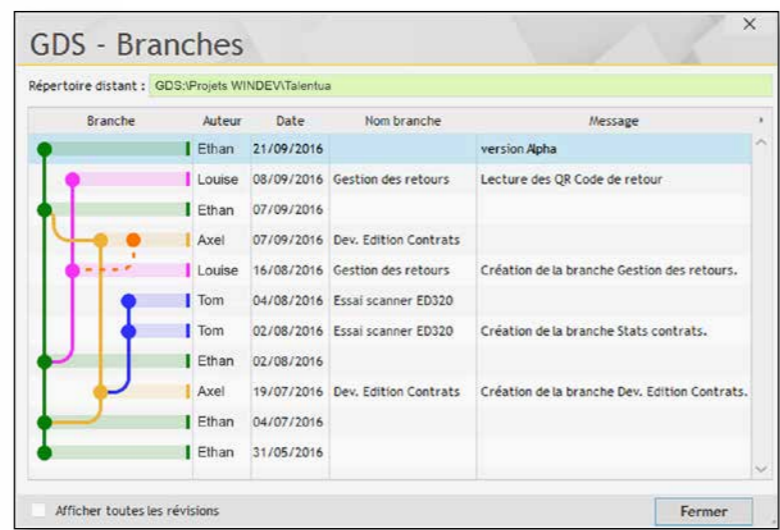 GDS - Branches
Répertoire distant : GDS:\Projets WINDEV\Talentua
Branche Auteur Date Nom branche Message
Ethan 21/09/2016 version Alpha
Louise 08/09/2016 Gestion des retours Lecture des QR Code de retour
Ethan 07/09/2016
Axel 07/09/2016 Dev. Edition Contrats
Louise 16/08/2016 Gestion des retours Création de la branche Gestion des retours.
Tom 04/08/2016 Essai scanner ED320
Tom 02/08/2016 Essai scanner ED320 Création de la branche Stats contrats.
Ethan 02/08/2016
Axel 19/07/2016 Dev. Edition Contrats Création de la branche Dev. Edition Contrats.
Ethan 04/07/2016
Ethan 31/05/2016
Afficher toutes les révisions Fermer